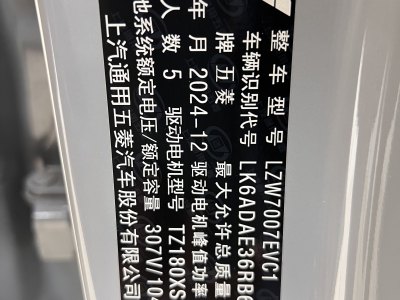 整车型号 LZW7007EVC1
车辆识别代号 LK6ADAE36RB6
牌 五菱 最大允许总质量
年 月 2024-12 驱动电机峰值功
人 数 5 驱动电机型号 TZ180XS
池系统额定电压/额定容量 307V/10
上汽通用五菱汽车股份有限公司